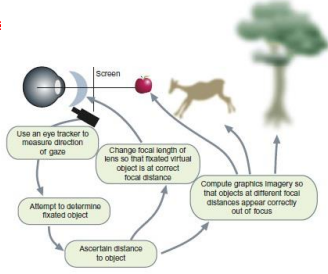 Screen
Use an eye tracker to
measure direction
of gaze
Change focal length of
lens so that fixated virtual
object is at correct
focal distance
Compute graphics imagery so
that objects at different focal
distances appear correctly
out of focus
Attempt to determine
fixated object
Ascertain distance
to object